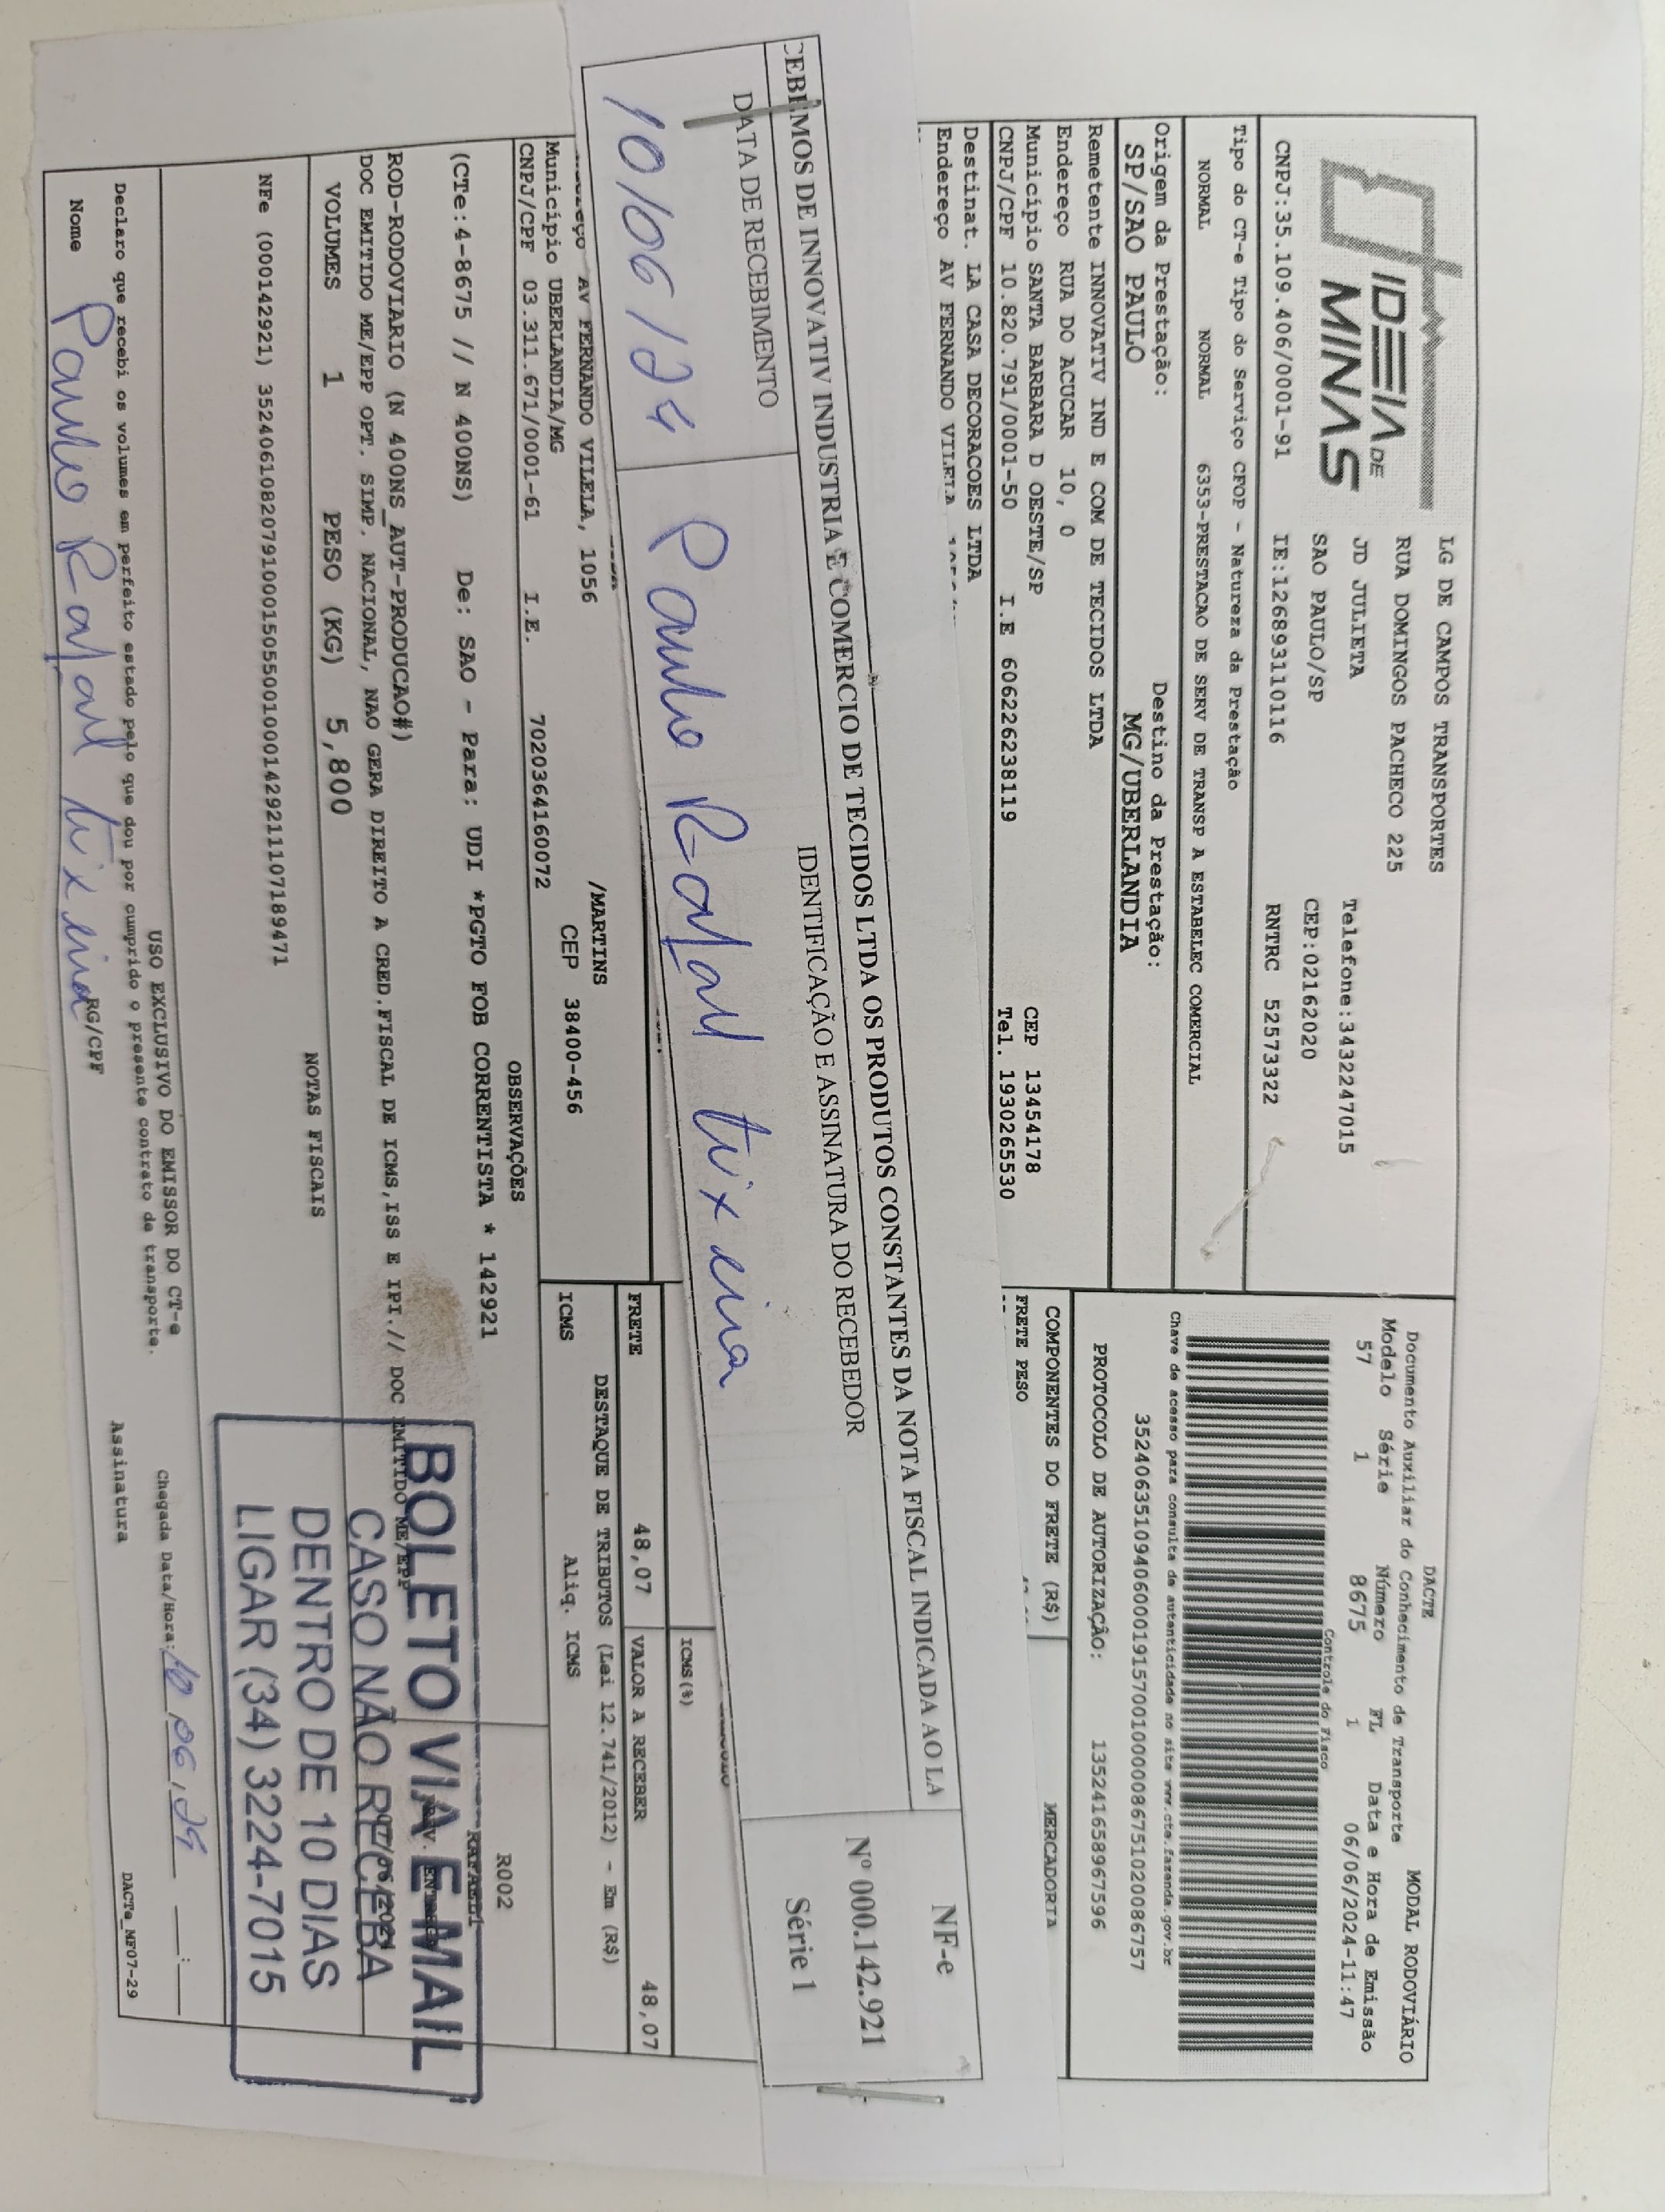 IDEIA DE
MINAS
LG DE CAMPOS TRANSPORTES
RUA DOMINGOS PACHECO 225
JD JULIETA
Telefone:3432247015
SAO PAULO/SP
CEP:02162020
CNPJ:35.109.406/0001-91
IE:126893110116
RNTRC 52573322
DACTE
MODAL RODOVIÁRIO
Documento Auxiliar do Conhecimento de Transporte
Modelo Série Número FL Data e Hora de Emissão
57 1 8675 1 06/06/2024-11:47
Controle do Fisco
Tipo do CT-e Tipo do Serviço CFOP - Natureza da Prestação
NORMAL NORMAL 6353-PRESTACAO DE SERV DE TRANSP A ESTABELEC COMERCIAL
Chave de acesso para consulta de autenticidade no site www.cte.fazenda.gov.br
35240635109406000191570010000086751020086757
Origem da Prestação:
SP/SAO PAULO
Destino da Prestação:
MG/UBERLANDIA
PROTOCOLO DE AUTORIZAÇÃO: 135241658967596
Remetente INNOVATIV IND E COM DE TECIDOS LTDA
Endereço RUA DO ACUCAR 10, 0
Município SANTA BARBARA D OESTE/SP
CEP 13454178
CNPJ/CPF 10.820.791/0001-50 I.E 606226238119 Tel. 1930265530
COMPONENTES DO FRETE (R$)
MERCADORIA
FRETE PESO
Destinat. LA CASA DECORACOES LTDA
Endereço AV FERNANDO VILELA
CEBEMOS DE INNOVATIV INDUSTRIA E COMERCIO DE TECIDOS LTDA OS PRODUTOS CONSTANTES DA NOTA FISCAL INDICADA AO LA
NF-e
Nº 000.142.921
Série 1
DATA DE RECEBIMENTO
IDENTIFICAÇÃO E ASSINATURA DO RECEBEDOR
10/06/24
Paulo Rafael tixeira
ICMS(%)
FRETE 48,07
VALOR A RECEBER 48,07
AV FERNANDO VILELA, 1056
/MARTINS
DESTAQUE DE TRIBUTOS (Lei 12.741/2012) - Em (R$)
Município UBERLANDIA/MG
CEP 38400-456
ICMS Aliq. ICMS
CNPJ/CPF 03.311.671/0001-61 I.E. 7020364160072
OBSERVAÇÕES
R002
(CTe:4-8675 // N 400NS) De: SAO - Para: UDI *PGTO FOB CORRENTISTA * 142921
ROD-RODOVIARIO (N 400NS_AUT-PRODUCAO#)
DOC EMITIDO ME/EPP OPT. SIMP. NACIONAL, NAO GERA DIREITO A CRED.FISCAL DE ICMS,ISS E IPI.// DOC EMITIDO ME/EPP
BOLETO VIA EMAIL
CASO NÃO RECEBA
DENTRO DE 10 DIAS
LIGAR (34) 3224-7015
VOLUMES 1 PESO (KG) 5,800
NOTAS FISCAIS
NFe (000142921) 35240610820791000150550010001429211107189471
USO EXCLUSIVO DO EMISSOR DO CT-e
Chegada Data/Hora: 10/06/24 ___:___
Declaro que recebi os volumes em perfeito estado pelo que dou por cumprido o presente contrato de transporte.
Nome Paulo Rafael tixeira RG/CPF
Assinatura
DACTe_NF07-29